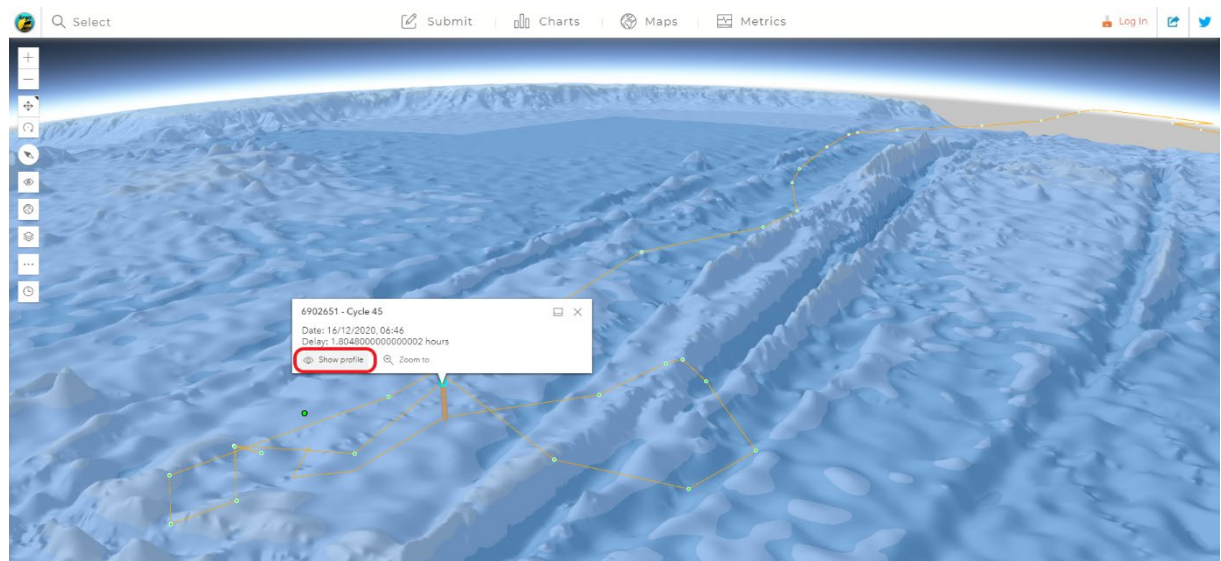 Select
Submit
Charts
Maps
Metrics
Log In
6902651 - Cycle 45
Date: 16/12/2020, 06:46
Delay: 1.8048000000000002 hours
Show profile
Zoom to